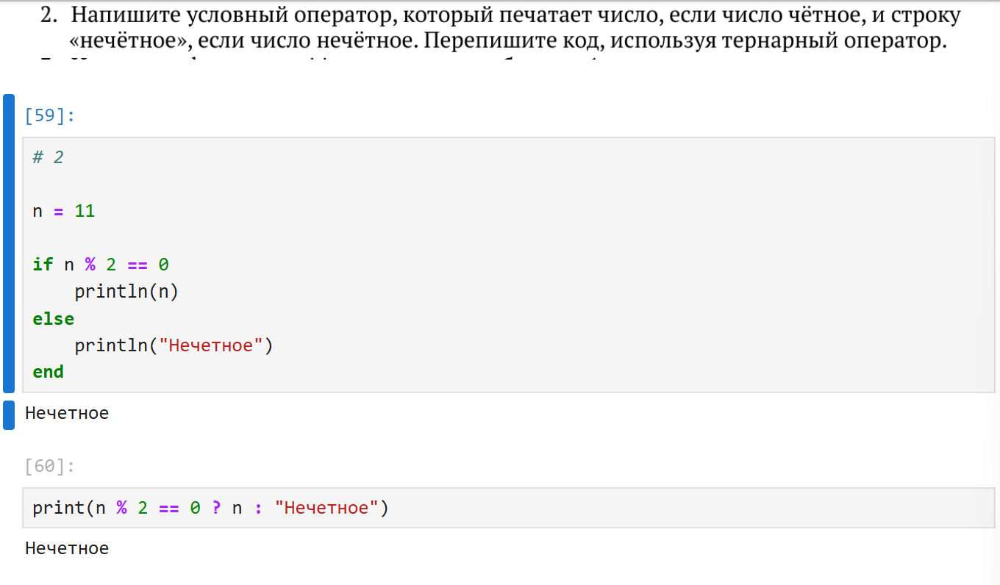 2. Напишите условный оператор, который печатает число, если число чётное, и строку
«нечётное», если число нечётное. Перепишите код, используя тернарный оператор.
[59]:
# 2
n = 11
if n % 2 == 0
    println(n)
else
    println("Нечетное")
end
Нечетное
[60]:
print(n % 2 == 0 ? n : "Нечетное")
Нечетное